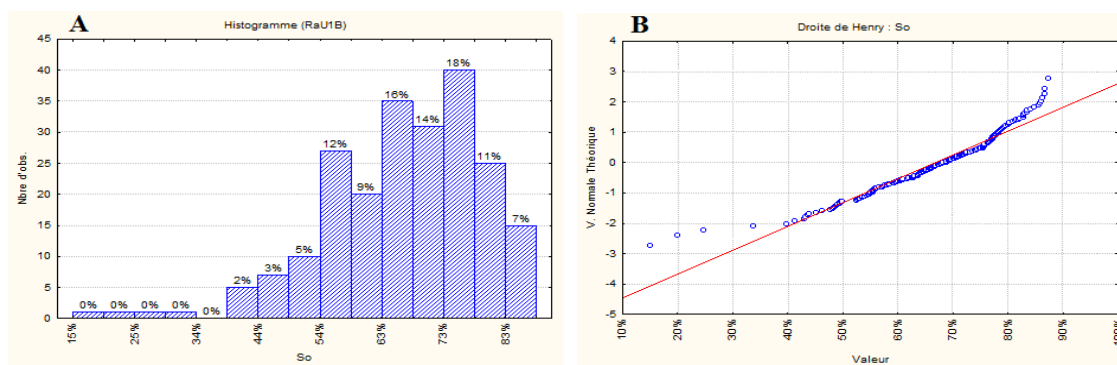 A
Histogramme (RaU1B)
Nbre d'obs.
45
40
35
30
25
20
15
10
5
0
0% 0% 0% 0% 0% 2% 3% 5% 12% 9% 16% 14% 18% 11% 7%
15% 25% 34% 44% 54% 63% 73% 83%
So
B
Droite de Henry : So
V. Normale Théorique
4
3
2
1
0
-1
-2
-3
-4
-5
10% 20% 30% 40% 50% 60% 70% 80% 90% 100%
Valeur